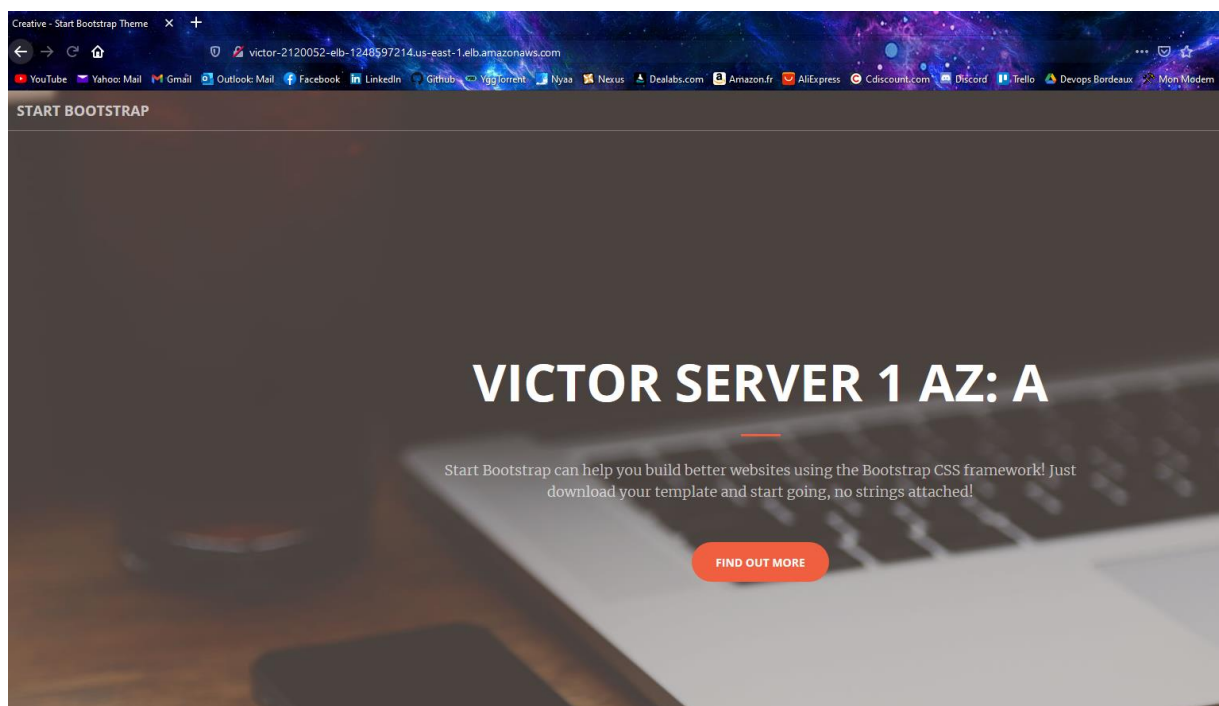 Creative - Start Bootstrap Theme
victor-2120052-elb-1248597214.us-east-1.elb.amazonaws.com
YouTube Yahoo: Mail Gmail Outlook: Mail Facebook LinkedIn Github YggTorrent Nyaa Nexus Dealabs.com Amazon.fr AliExpress Cdiscount.com Discord Trello Devops Bordeaux Mon Modem
START BOOTSTRAP
VICTOR SERVER 1 AZ: A
Start Bootstrap can help you build better websites using the Bootstrap CSS framework! Just
download your template and start going, no strings attached!
FIND OUT MORE